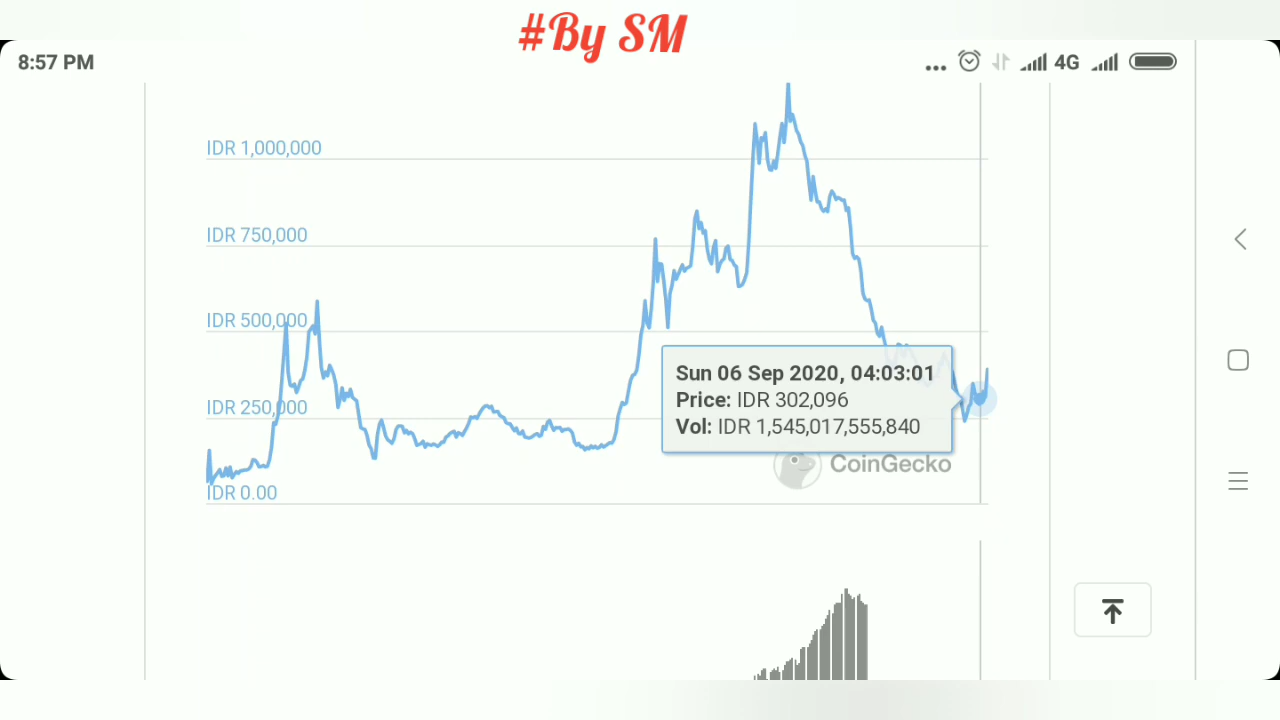 #By SM
8:57 PM
4G
IDR 1,000,000
IDR 750,000
IDR 500,000
IDR 250,000
IDR 0.00
Sun 06 Sep 2020, 04:03:01
Price: IDR 302,096
Vol: IDR 1,545,017,555,840
CoinGecko